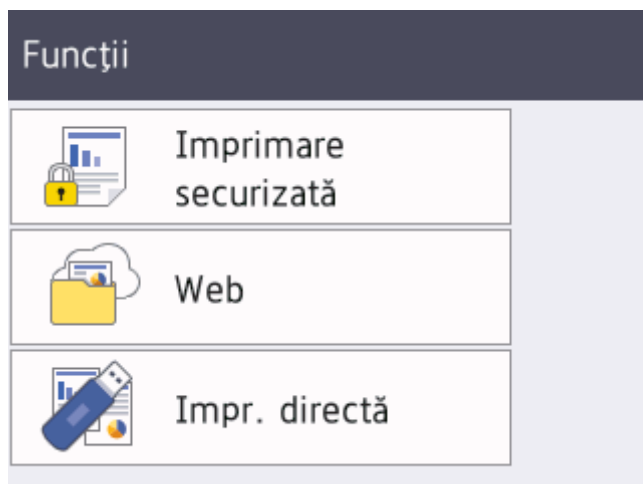 Funcţii
Imprimare
securizată
Web
Impr. directă